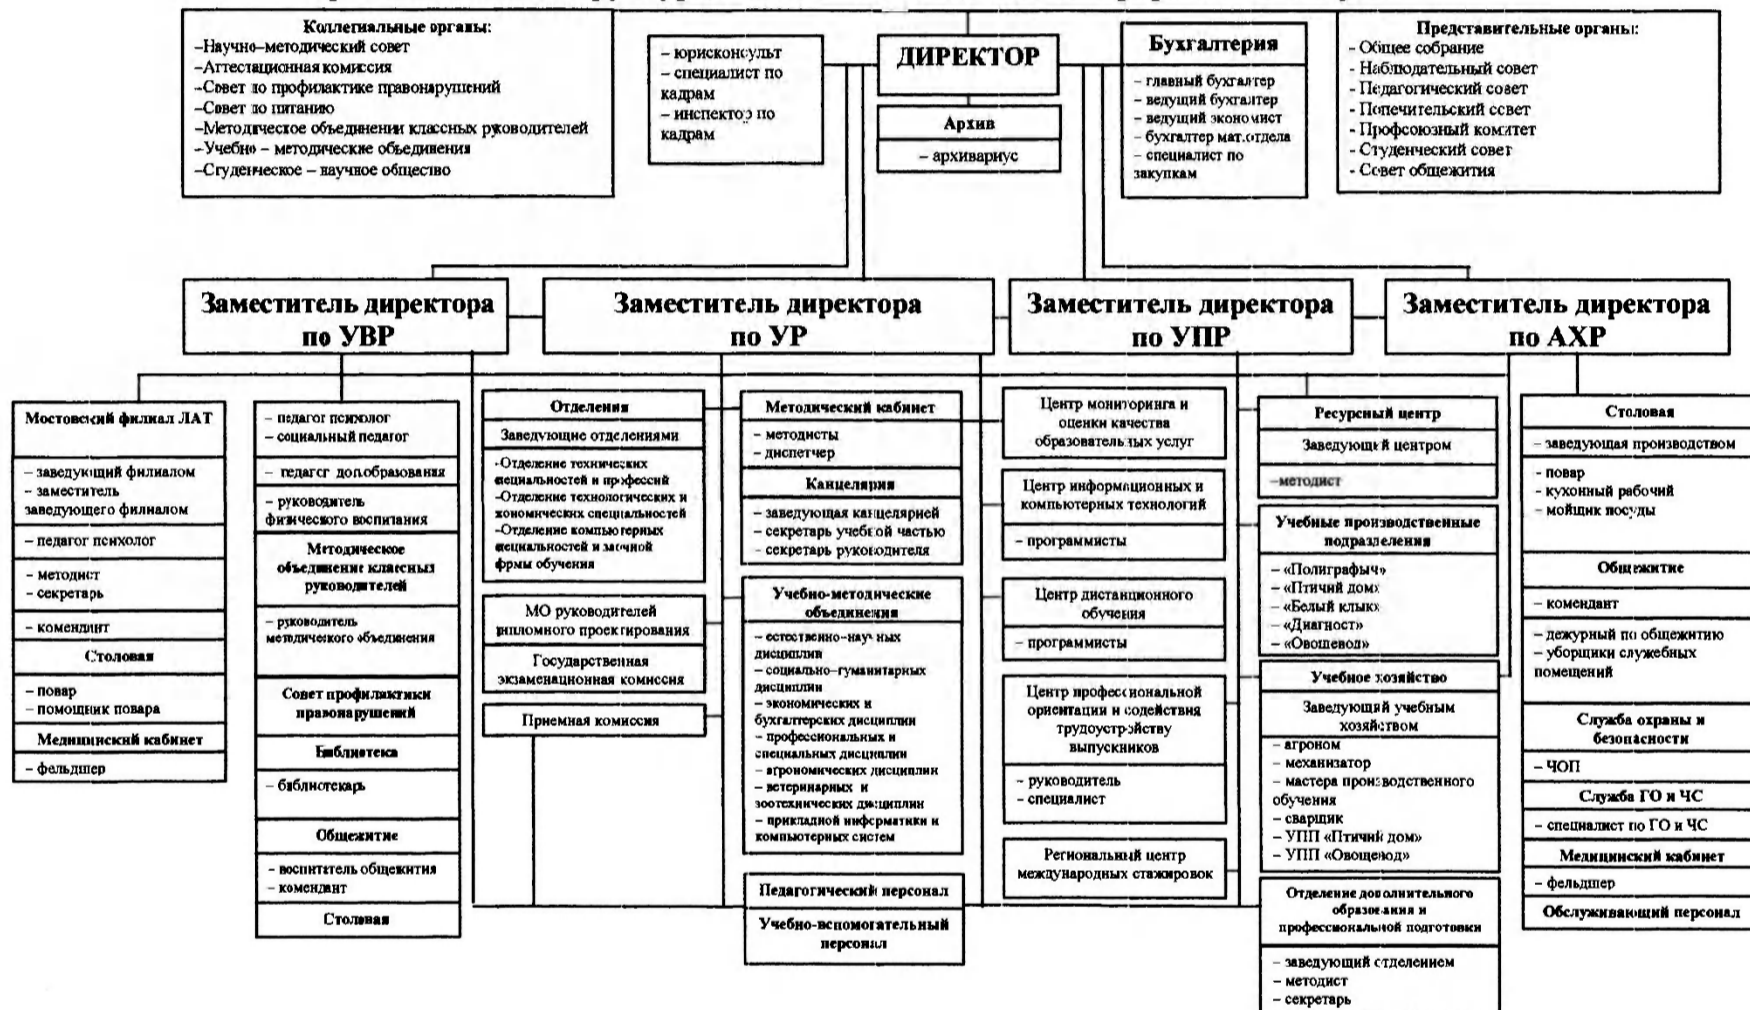 Коллегиальные органы:
–Научно–методический совет
–Аттестационная комиссия
–Совет по профилактике правонарушений
–Совет по питанию
–Методическое объединении классных руководителей
–Учебно – методические объединения
–Студенческое – научное общество
– юрисконсульт
– специалист по
кадрам
– инспектор по
кадрам
ДИРЕКТОР
Архив
– архивариус
Бухгалтерия
– главный бухгалтер
– ведущий бухгалтер
– ведущий экономист
– бухгалтер мат.отдела
– специалист по
закупкам
Представительные органы:
- Общее собрание
- Наблюдательный совет
- Педагогический совет
- Попечительский совет
- Профсоюзный комитет
- Студенческий совет
- Совет общежития
Заместитель директора
по УВР
Заместитель директора
по УР
Заместитель директора
по УПР
Заместитель директора
по АХР
Мостовский филиал ЛАТ
– заведующий филиалом
– заместитель
заведующего филиалом
– педагог психолог
– методист
– секретарь
– комендант
Столовая
– повар
– помощник повара
Медицинский кабинет
– фельдшер
– педагог психолог
– социальный педагог
– педагог доп.образования
– руководитель
физического воспитания
Методическое
объединение классных
руководителей
– руководитель
методического объединения
Совет профилактики
правонарушений
Библиотека
– библиотекарь
Общежитие
– воспитатель общежития
– комендант
Столовая
Отделения
Заведующие отделениями
-Отделение технических
специальностей и профессий
-Отделение технологических и
экономических специальностей
-Отделение компьютерных
специальностей и заочной
формы обучения
МО руководителей
дипломного проектирования
Государственная
экзаменационная комиссия
Приемная комиссия
Методический кабинет
– методисты
– диспетчер
Канцелярия
– заведующая канцелярией
– секретарь учебной частью
– секретарь руководителя
Учебно-методические
объединения
– естественно–научных
дисциплин
– социально–гуманитарных
дисциплин
– экономических и
бухгалтерских дисциплин
– профессиональных и
специальных дисциплин
– агрономических дисциплин
– ветеринарных и
зоотехнических дисциплин
– прикладной информатики и
компьютерных систем
Педагогический персонал
Учебно-вспомогательный
персонал
Центр мониторинга и
оценки качества
образовательных услуг
Центр информационных и
компьютерных технологий
– программисты
Центр дистанционного
обучения
– программисты
Центр профессиональной
ориентации и содействия
трудоустройству
выпускников
– руководитель
– специалист
Региональный центр
международных стажировок
Ресурсный центр
Заведующий центром
–методист
Учебные производственные
подразделения
– «Полиграфыч»
– «Птичий дом»
– «Белый клык»
– «Диагност»
– «Овощевод»
Учебное хозяйство
Заведующий учебным
хозяйством
– агроном
– механизатор
– мастера производственного
обучения
– сварщик
– УПП «Птичий дом»
– УПП «Овощевод»
Отделение дополнительного
образования и
профессиональной подготовки
– заведующий отделением
– методист
– секретарь
Столовая
– заведующая производством
– повар
– кухонный рабочий
– мойщик посуды
Общежитие
– комендант
– дежурный по общежитию
– уборщики служебных
помещений
Служба охраны и
безопасности
– ЧОП
Служба ГО и ЧС
– специалист по ГО и ЧС
Медицинский кабинет
– фельдшер
Обслуживающий персонал